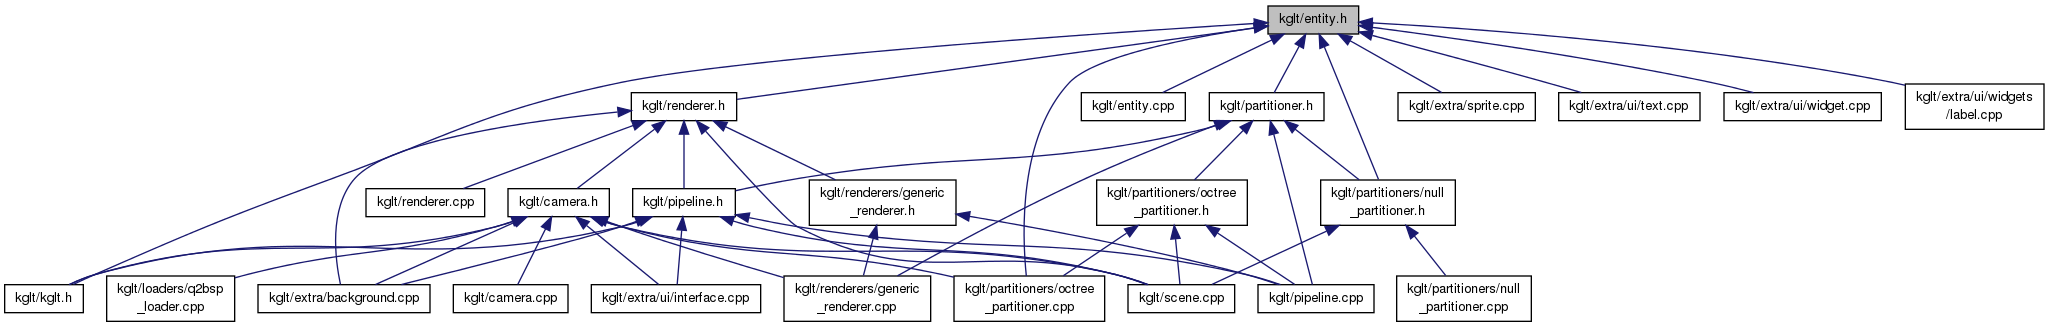 kglt/entity.h
kglt/renderer.h
kglt/entity.cpp
kglt/partitioner.h
kglt/extra/sprite.cpp
kglt/extra/ui/text.cpp
kglt/extra/ui/widget.cpp
kglt/extra/ui/widgets
/label.cpp
kglt/renderer.cpp
kglt/camera.h
kglt/pipeline.h
kglt/renderers/generic
_renderer.h
kglt/partitioners/octree
_partitioner.h
kglt/partitioners/null
_partitioner.h
kglt/kglt.h
kglt/loaders/q2bsp
_loader.cpp
kglt/extra/background.cpp
kglt/camera.cpp
kglt/extra/ui/interface.cpp
kglt/renderers/generic
_renderer.cpp
kglt/partitioners/octree
_partitioner.cpp
kglt/scene.cpp
kglt/pipeline.cpp
kglt/partitioners/null
_partitioner.cpp